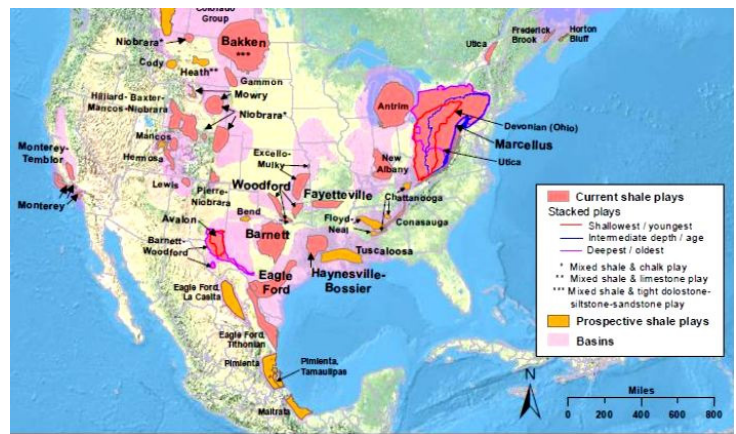 Colorado
Group
Niobrara*
Bakken
***
Cody
Heath**
Gammon
Mowry
Hilliard- Baxter-
Mancos-Niobrara
Niobrara*
Mancos
Hermosa
Monterey-
Temblor
Monterey
Lewis
Pierre-
Niobrara
Excello-
Mulky
Woodford
Fayetteville
Bend
Avalon
Barnett
Barnett-
Woodford
Eagle
Ford
Haynesville-
Bossier
Floyd-
Neal
Tuscaloosa
Conasauga
Chattanooga
New
Albany
Antrim
Utica
Frederick
Brook
Horton
Bluff
Devonian (Ohio)
Marcellus
Utica
Eagle Ford,
La Casita
Eagle Ford,
Tithonian
Pimienta
Pimienta,
Tamaulipas
Maltrata
Current shale plays
Stacked plays
Shallowest / youngest
Intermediate depth / age
Deepest / oldest
* Mixed shale & chalk play
** Mixed shale & limestone play
*** Mixed shale & tight dolostone-
siltstone-sandstone play
Prospective shale plays
Basins
N
Miles
0 200 400 600 800